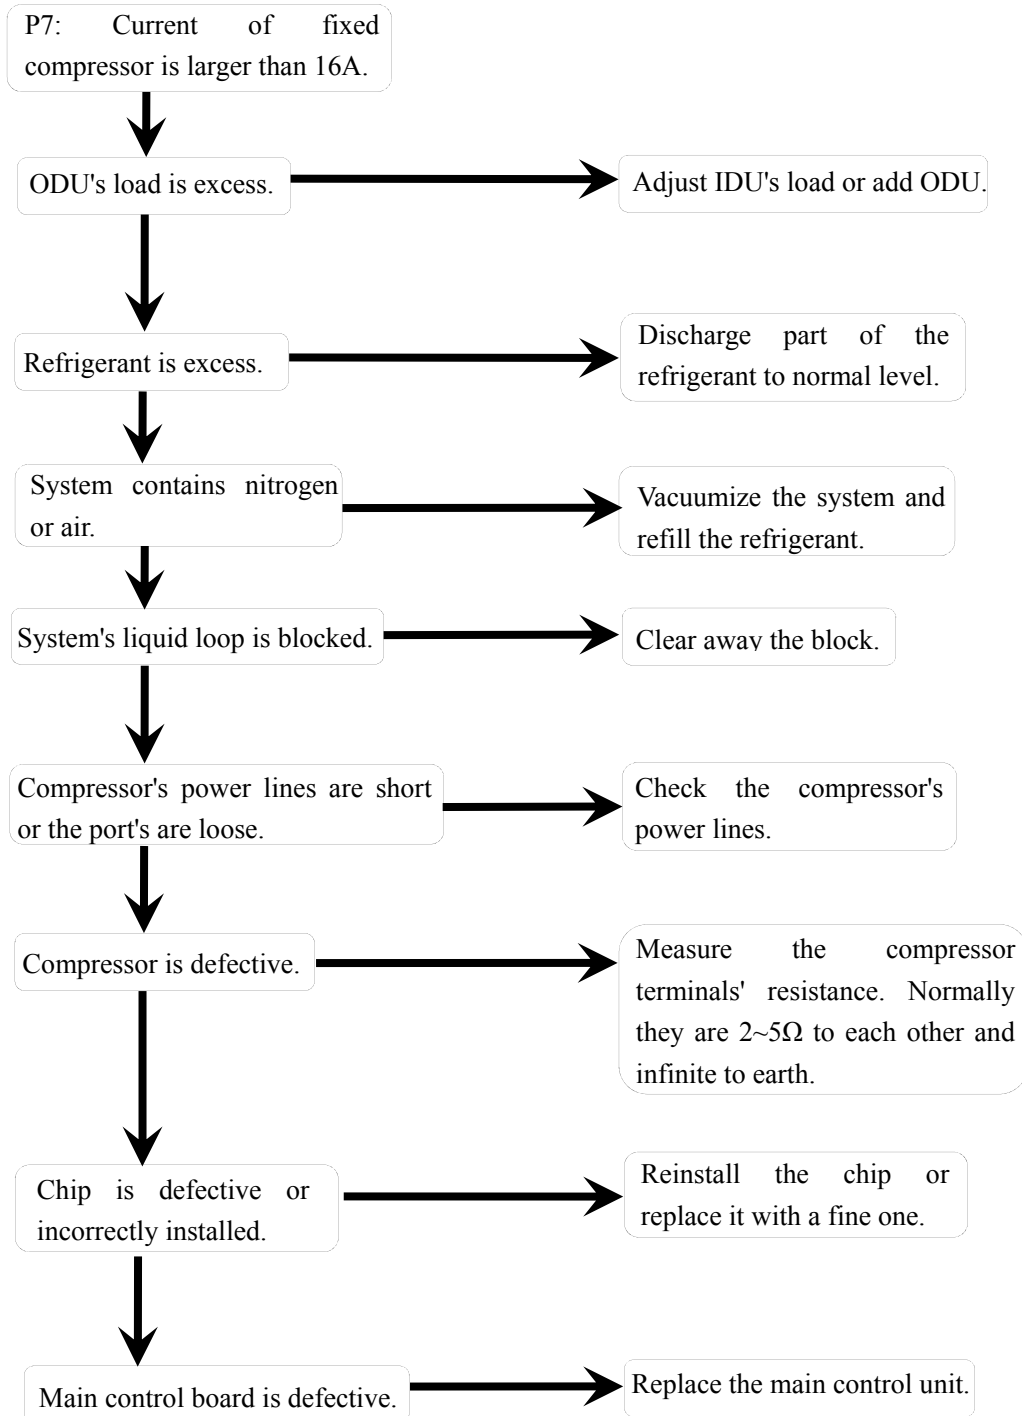 P7: Current of fixed
compressor is larger than 16A.
ODU's load is excess.
Adjust IDU's load or add ODU.
Refrigerant is excess.
Discharge part of the
refrigerant to normal level.
System contains nitrogen
or air.
Vacuumize the system and
refill the refrigerant.
System's liquid loop is blocked.
Clear away the block.
Compressor's power lines are short
or the port's are loose.
Check the compressor's
power lines.
Compressor is defective.
Measure the compressor
terminals' resistance. Normally
they are 2~5Ω to each other and
infinite to earth.
Chip is defective or
incorrectly installed.
Reinstall the chip or
replace it with a fine one.
Main control board is defective.
Replace the main control unit.